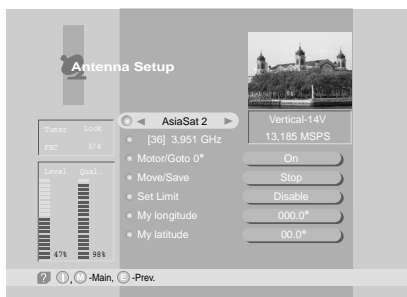 Antenna Setup
Tuner Lock
FEC 3/4
Level Qual.
47% 98%
AsiaSat 2
[36] 3,951 GHz
Motor/Goto 0°
Move/Save
Set Limit
My longitude
My latitude
Vertical-14V
13,185 MSPS
On
Stop
Disable
000.0°
00.0°
? i, M -Main, E -Prev.